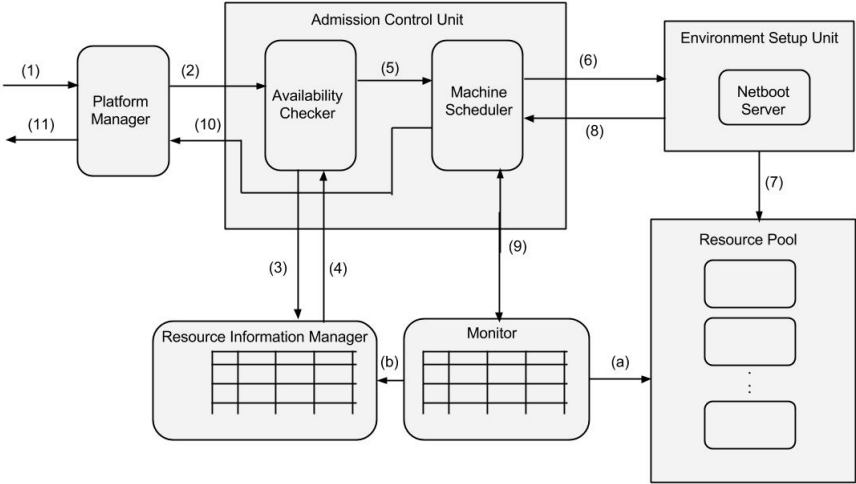 Admission Control Unit
(1)
(2)
(5)
(6)
Environment Setup Unit
Platform
Manager
Availability
Checker
Machine
Scheduler
Netboot
Server
(11)
(10)
(8)
(7)
(3)
(4)
(9)
Resource Pool
Resource Information Manager
Monitor
(b)
(a)